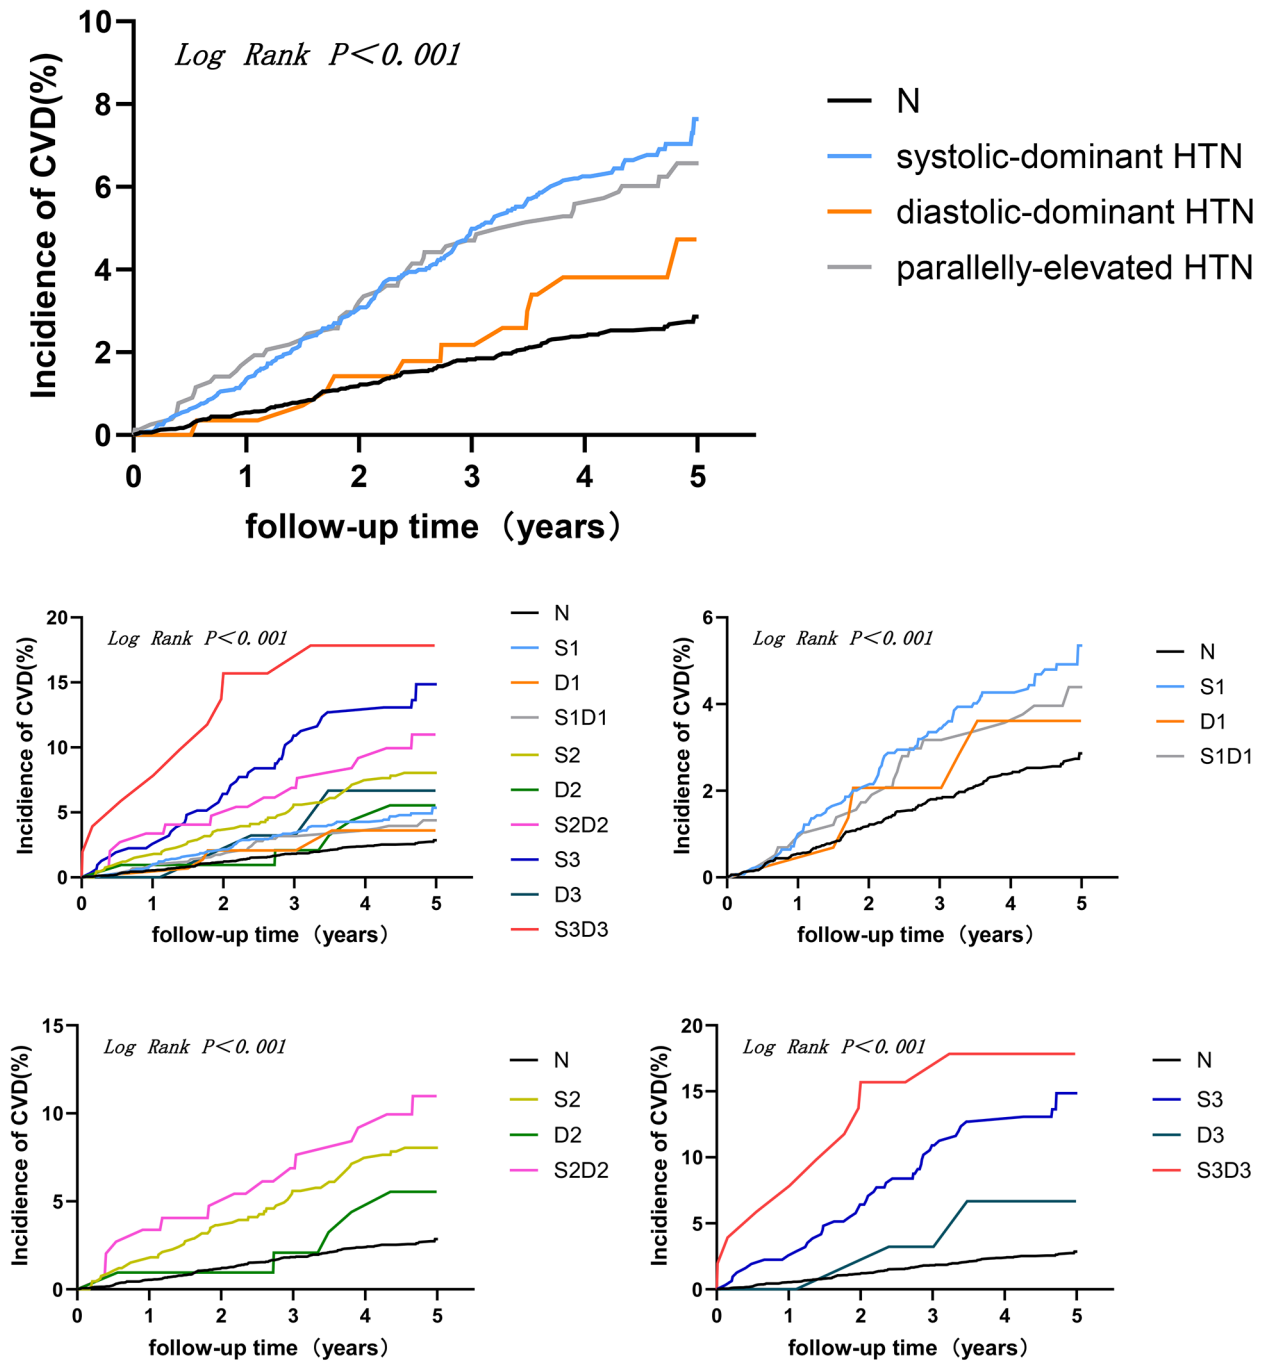 10
8
6
4
2
0
Incidience of CVD(%)
Log Rank P<0.001
0 1 2 3 4 5
follow-up time（years）
N
systolic-dominant HTN
diastolic-dominant HTN
parallelly-elevated HTN
20
15
10
5
0
Incidience of CVD(%)
Log Rank P<0.001
0 1 2 3 4 5
follow-up time（years）
N
S1
D1
S1D1
S2
D2
S2D2
S3
D3
S3D3
6
4
2
0
Incidience of CVD(%)
Log Rank P<0.001
0 1 2 3 4 5
follow-up time（years）
N
S1
D1
S1D1
15
10
5
0
Incidience of CVD(%)
Log Rank P<0.001
0 1 2 3 4 5
follow-up time（years）
N
S2
D2
S2D2
20
15
10
5
0
Incidience of CVD(%)
Log Rank P<0.001
0 1 2 3 4 5
follow-up time（years）
N
S3
D3
S3D3